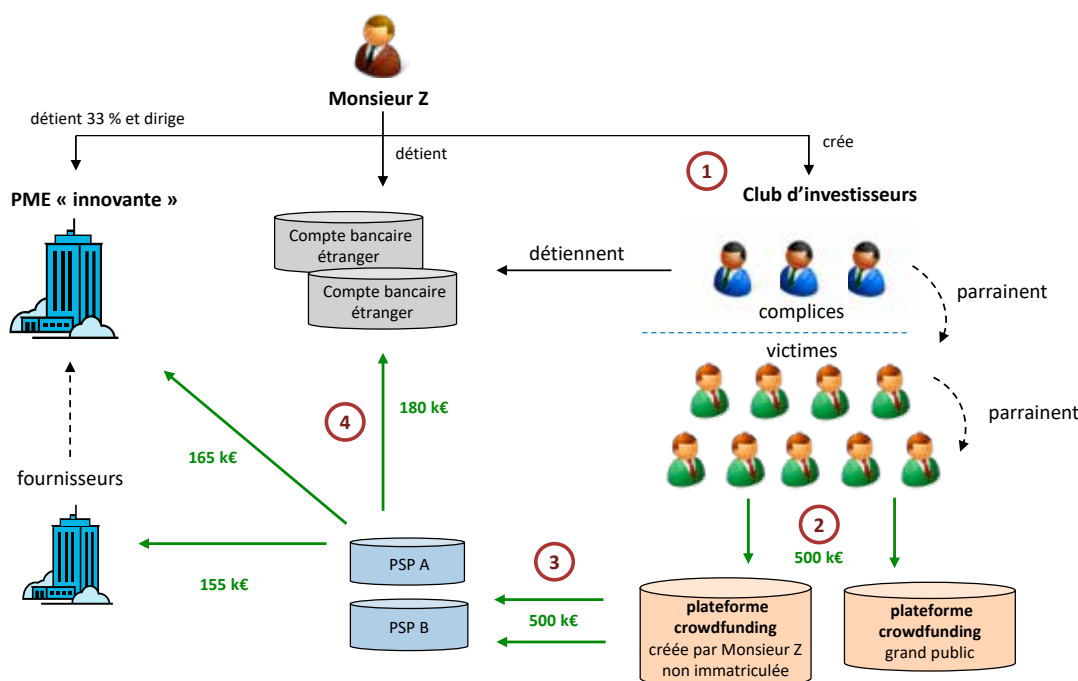 Monsieur Z
détient 33 % et dirige
détient
crée
1
PME « innovante »
Club d'investisseurs
Compte bancaire
étranger
Compte bancaire
étranger
détiennent
complices
parrainent
victimes
parrainent
4
180 k€
165 k€
fournisseurs
2
500 k€
155 k€
PSP A
3
PSP B
500 k€
plateforme
crowdfunding
créée par Monsieur Z
non immatriculée
plateforme
crowdfunding
grand public